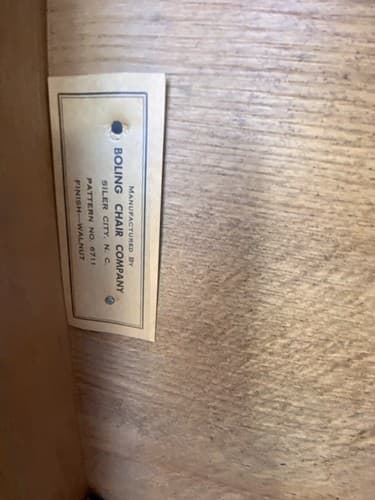 MANUFACTURED BY
BOLING CHAIR COMPANY
SILER CITY, N. C.
PATTERN NO. 6711
FINISH—WALNUT